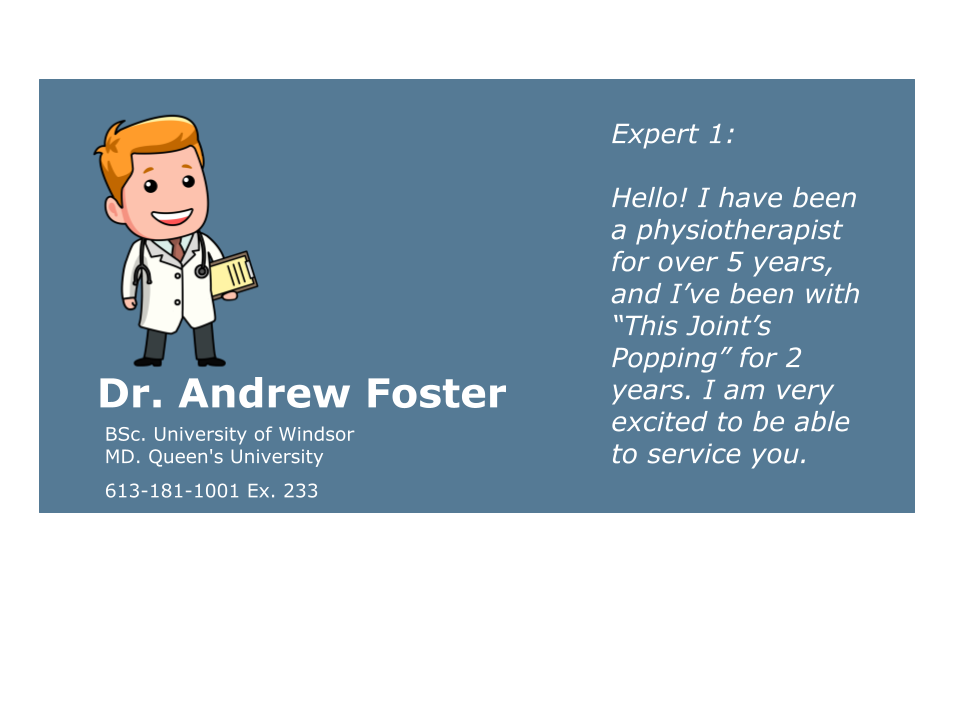 Dr. Andrew Foster
BSc. University of Windsor
MD. Queen's University
613-181-1001 Ex. 233
Expert 1:
Hello! I have been
a physiotherapist
for over 5 years,
and I’ve been with
“This Joint’s
Popping” for 2
years. I am very
excited to be able
to service you.